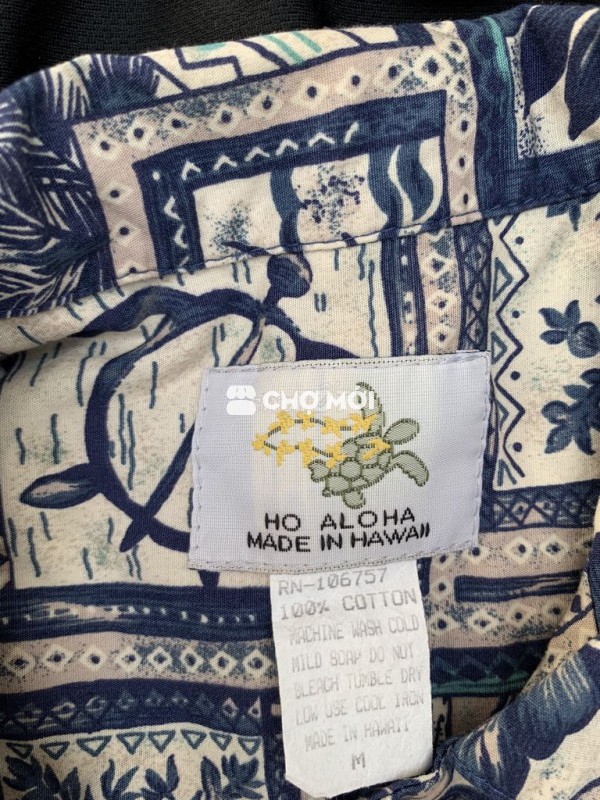 CHỢ MỚI
HO ALOHA
MADE IN HAWAII
RN-106757
100% COTTON
MACHINE WASH COLD
MILD SOAP DO NOT
BLEACH TUMBLE DRY
LOW USE COOL IRON
MADE IN HAWAII
M